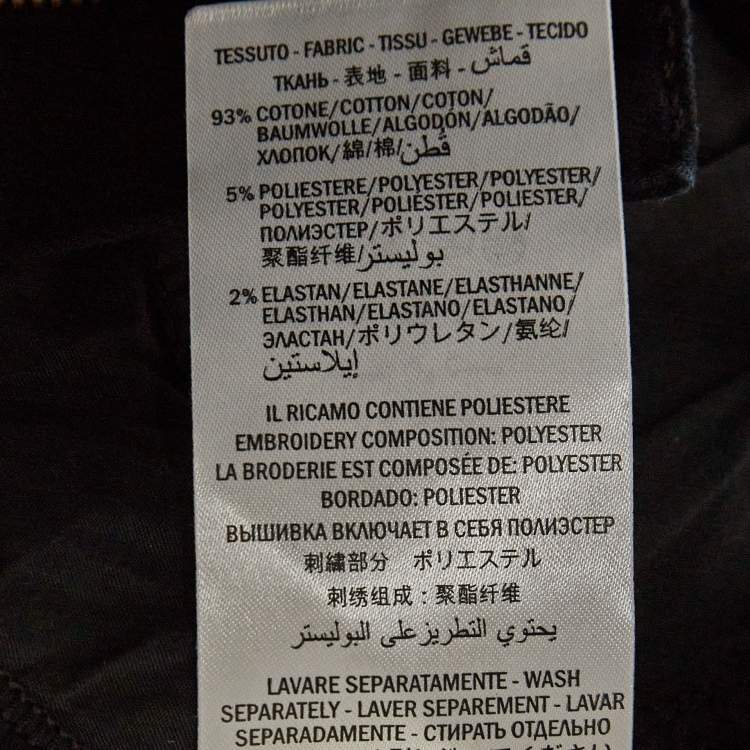 TESSUTO - FABRIC - TISSU - GEWEBE - TECIDO
ТКАНЬ - 表地 - 面料 - قماش
93% COTONE/COTTON/COTON/
BAUMWOLLE/ALGODÓN/ALGODÃO/
ХЛОПОК/綿/棉/قُطن
5% POLIESTERE/POLYESTER/POLYESTER/
POLYESTER/POLIÉSTER/POLIESTER/
ПОЛИЭСТЕР/ポリエステル/
聚酯纤维/بوليستر
2% ELASTAN/ELASTANE/ELASTHANNE/
ELASTHAN/ELASTANO/ELASTANO/
ЭЛАСТАН/ポリウレタン/氨纶/
إيلاستين
IL RICAMO CONTIENE POLIESTERE
EMBROIDERY COMPOSITION: POLYESTER
LA BRODERIE EST COMPOSÉE DE: POLYESTER
BORDADO: POLIESTER
ВЫШИВКА ВКЛЮЧАЕТ В СЕБЯ ПОЛИЭСТЕР
刺繍部分 ポリエステル
刺绣组成：聚酯纤维
يحتوي التطريز على البوليستر
LAVARE SEPARATAMENTE - WASH
SEPARATELY - LAVER SEPAREMENT - LAVAR
SEPARADAMENTE - СТИРАТЬ ОТДЕЛЬНО